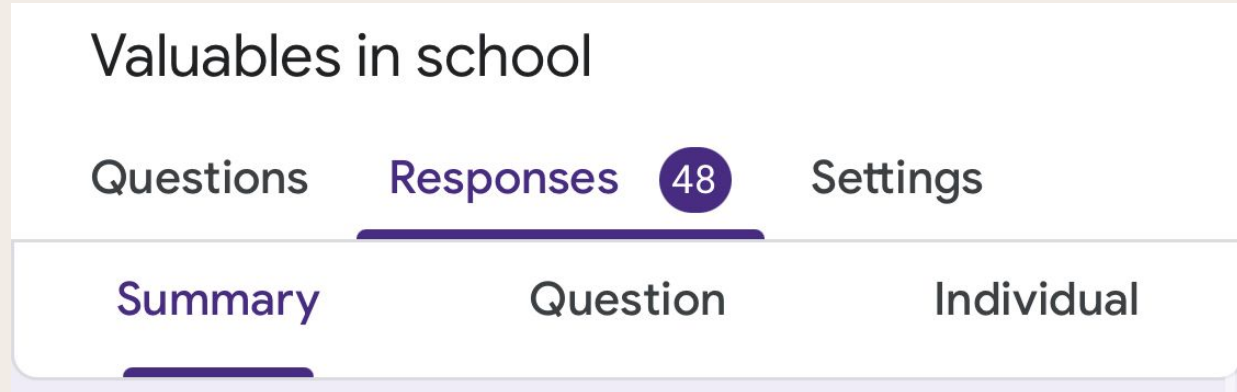 Valuables in school
Questions Responses 48 Settings
Summary Question Individual